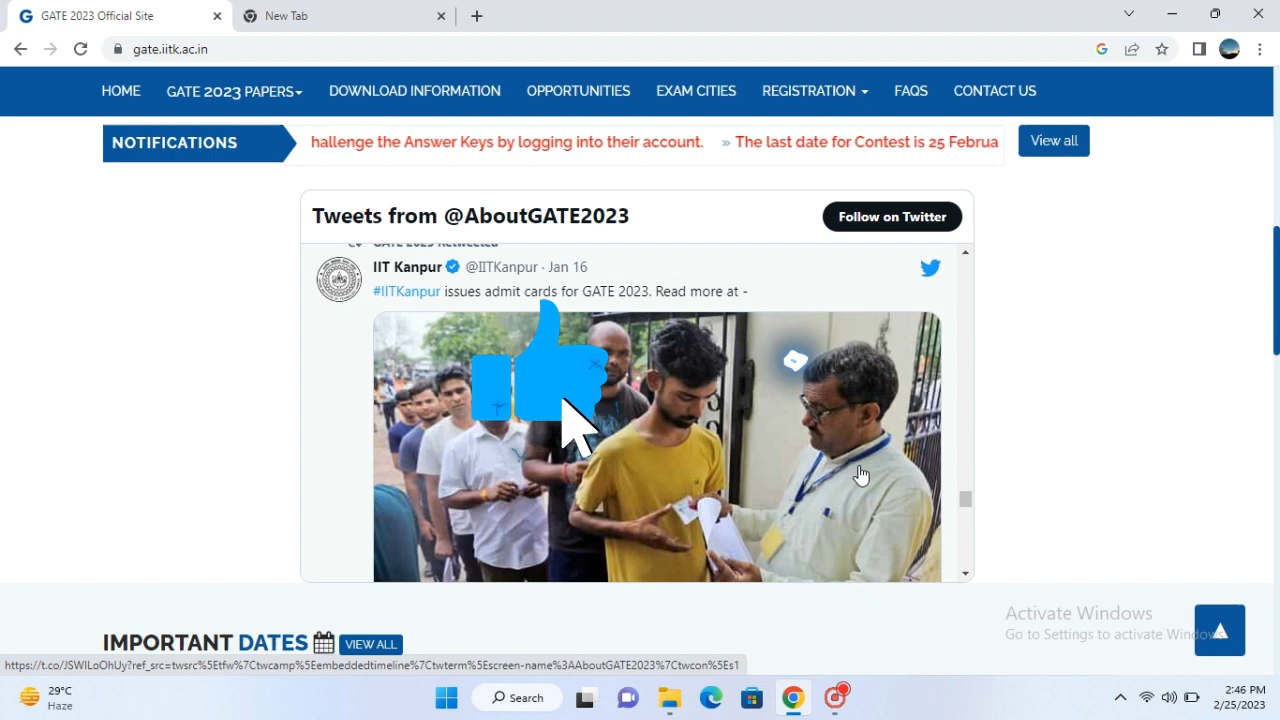 GATE 2023 Official Site
New Tab
gate.iitk.ac.in
HOME GATE 2023 PAPERS DOWNLOAD INFORMATION OPPORTUNITIES EXAM CITIES REGISTRATION FAQS CONTACT US
NOTIFICATIONS hallenge the Answer Keys by logging into their account. » The last date for Contest is 25 Februa View all
Tweets from @AboutGATE2023 Follow on Twitter
GATE 2023 Retweeted
IIT Kanpur @IITKanpur · Jan 16
#IITKanpur issues admit cards for GATE 2023. Read more at -
IMPORTANT DATES VIEW ALL
Activate Windows
Go to Settings to activate Windows.
https://t.co/JSWILoOhUy?ref_src=twsrc%5Etfw%7Ctwcamp%5Eembeddedtimeline%7Ctwterm%5Escreen-name%3AAboutGATE2023%7Ctwcon%5Es1
29°C
Haze
Search
2:46 PM
2/25/2023